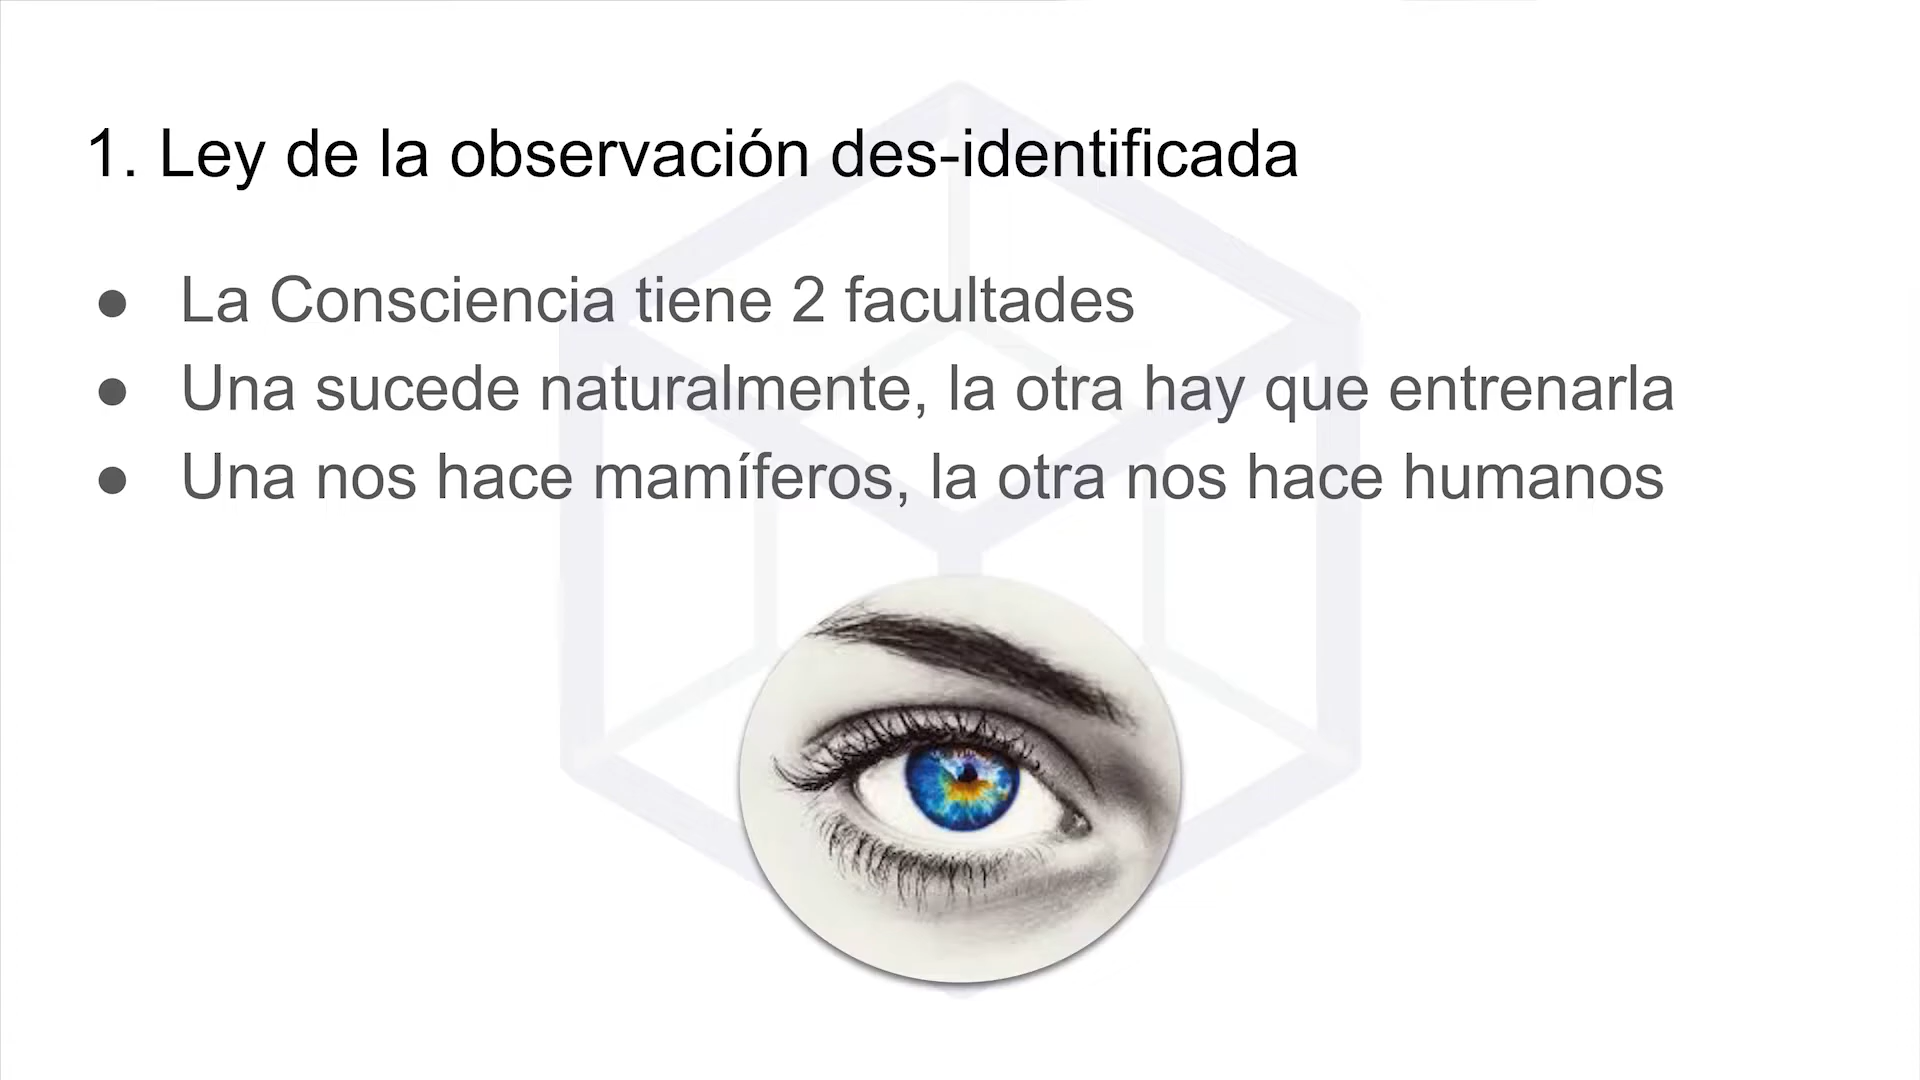 1. Ley de la observación des-identificada
● La Consciencia tiene 2 facultades
● Una sucede naturalmente, la otra hay que entrenarla
● Una nos hace mamíferos, la otra nos hace humanos